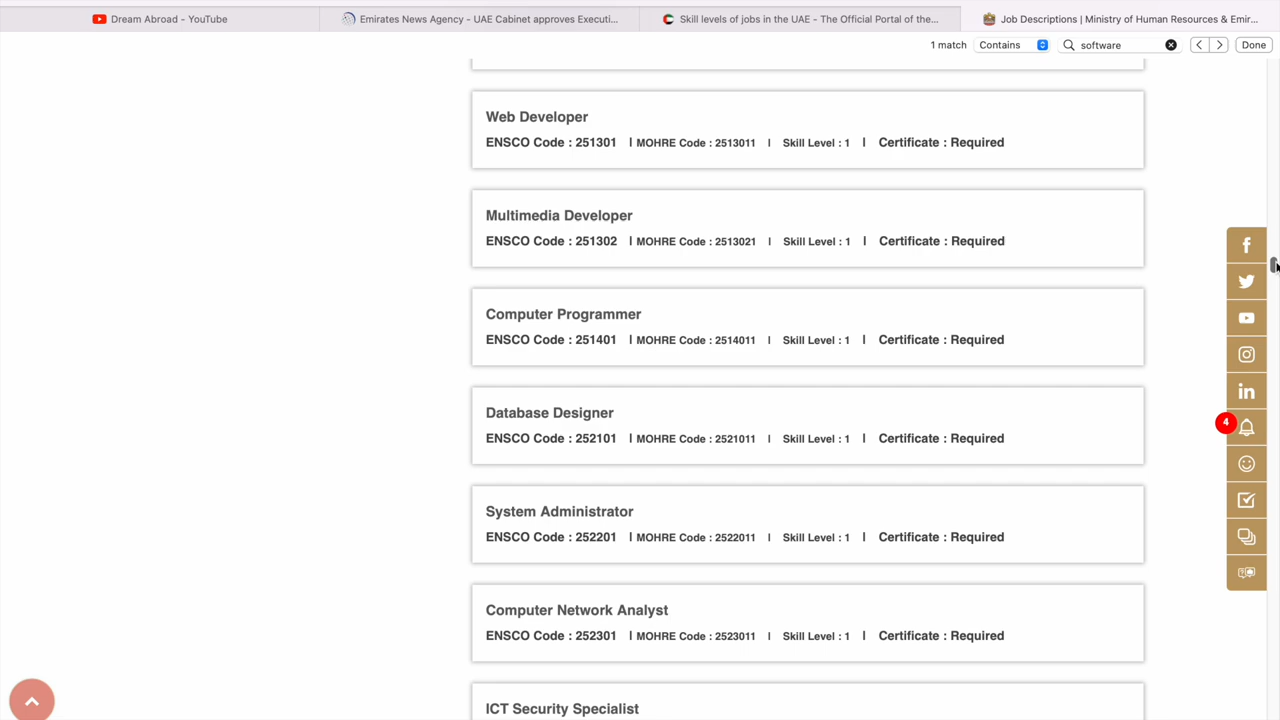 Dream Abroad - YouTube
Emirates News Agency - UAE Cabinet approves Executi...
Skill levels of jobs in the UAE - The Official Portal of the...
Job Descriptions | Ministry of Human Resources & Emir...
1 match
Contains
software
Done
Web Developer
ENSCO Code : 251301 | MOHRE Code : 2513011 | Skill Level : 1 | Certificate : Required
Multimedia Developer
ENSCO Code : 251302 | MOHRE Code : 2513021 | Skill Level : 1 | Certificate : Required
Computer Programmer
ENSCO Code : 251401 | MOHRE Code : 2514011 | Skill Level : 1 | Certificate : Required
Database Designer
ENSCO Code : 252101 | MOHRE Code : 2521011 | Skill Level : 1 | Certificate : Required
4
System Administrator
ENSCO Code : 252201 | MOHRE Code : 2522011 | Skill Level : 1 | Certificate : Required
Computer Network Analyst
ENSCO Code : 252301 | MOHRE Code : 2523011 | Skill Level : 1 | Certificate : Required
ICT Security Specialist